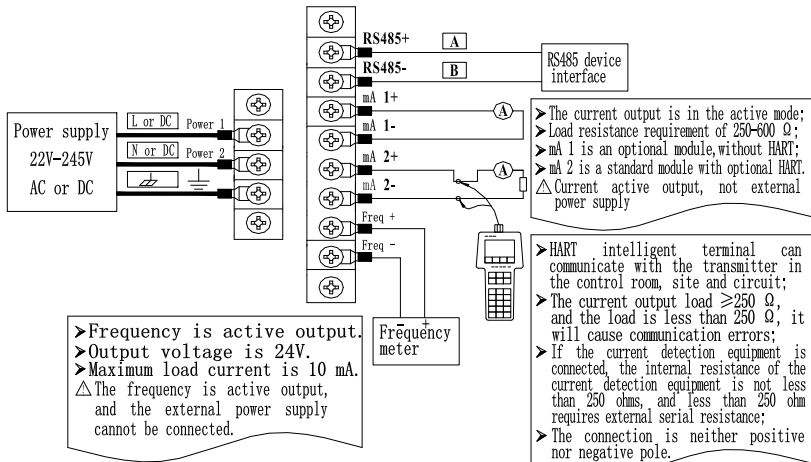 RS485+
A
RS485-
B
RS485 device
interface
mA 1+
A
mA 1-
mA 2+
A
mA 2-
Freq +
Freq -
Power supply
22V-245V
AC or DC
L or DC
Power 1
N or DC
Power 2
- +
Frequency
meter
➤The current output is in the active mode;
➤Load resistance requirement of 250-600 Ω;
➤mA 1 is an optional module,without HART;
➤mA 2 is a standard module with optional HART.
⚠Current active output, not external
power supply
➤HART intelligent terminal can
communicate with the transmitter in
the control room, site and circuit;
➤The current output load ≥250 Ω,
and the load is less than 250 Ω, it
will cause communication errors;
➤If the current detection equipment is
connected, the internal resistance of the
current detection equipment is not less
than 250 ohms, and less than 250 ohm
requires external serial resistance;
➤The connection is neither positive
nor negative pole.
➤Frequency is active output.
➤Output voltage is 24V.
➤Maximum load current is 10 mA.
⚠The frequency is active output,
and the external power supply
cannot be connected.